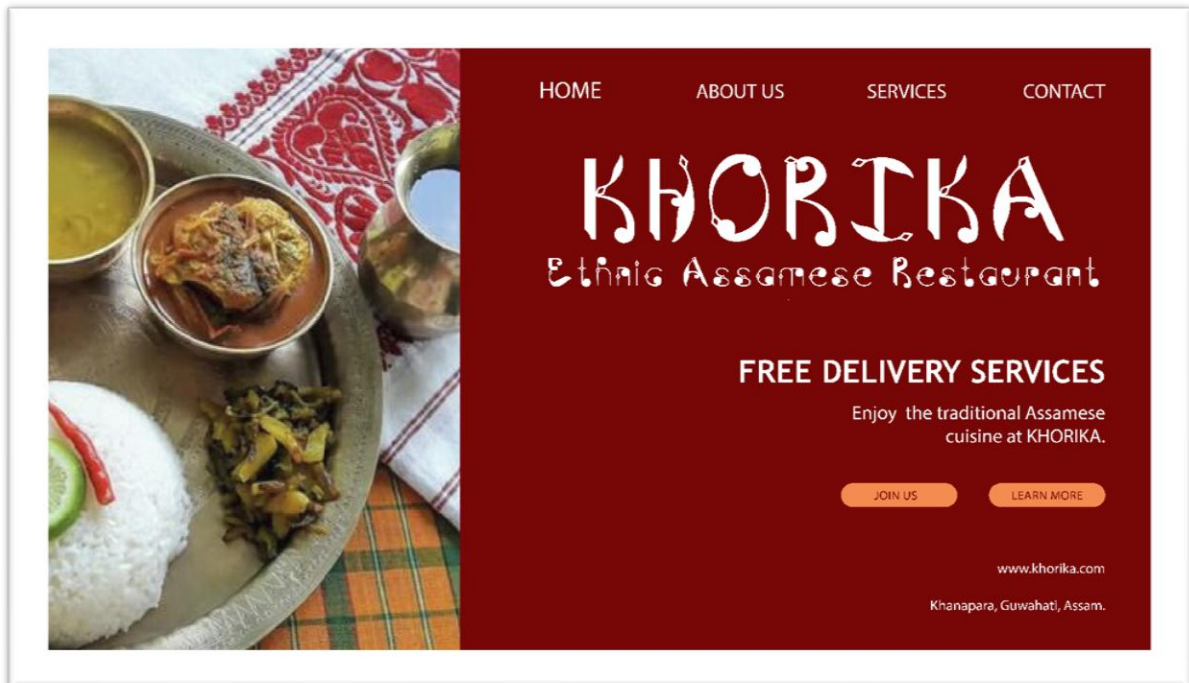 HOME ABOUT US SERVICES CONTACT
KHORIKA
Ethnic Assamese Restaurant
FREE DELIVERY SERVICES
Enjoy the traditional Assamese
cuisine at KHORIKA.
JOIN US LEARN MORE
www.khorika.com
Khanapara, Guwahati, Assam.